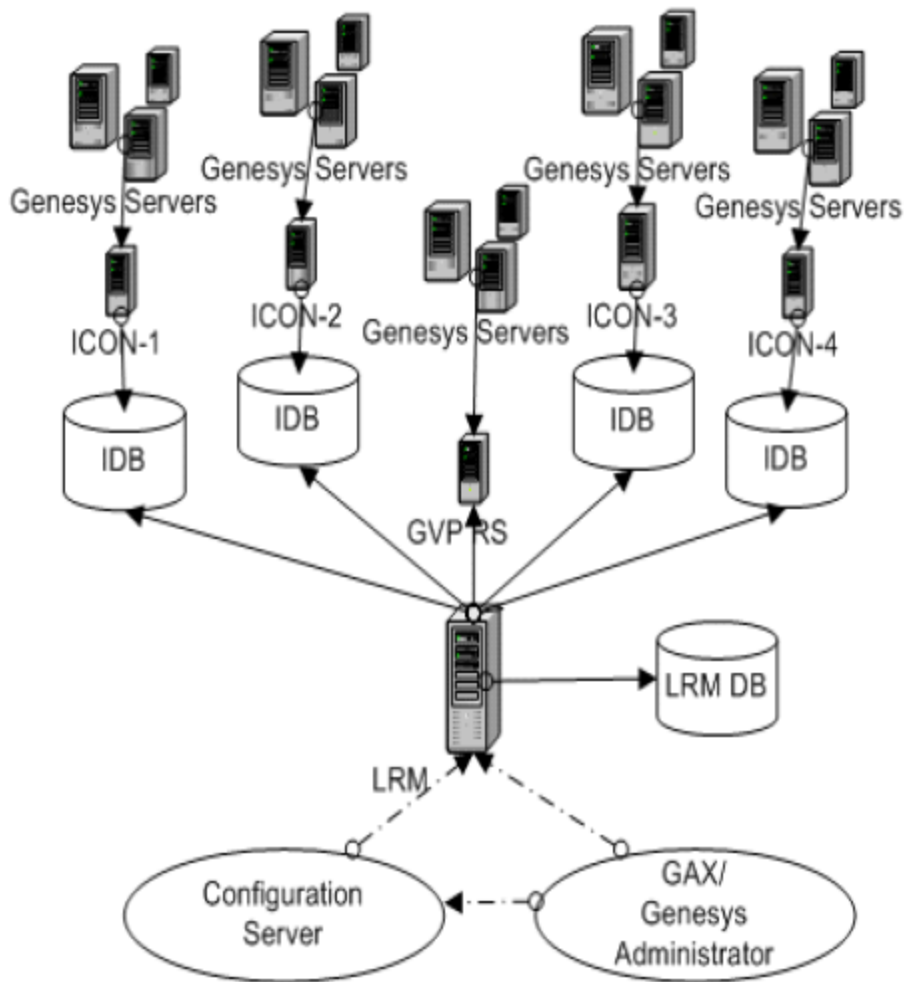 Genesys Servers
Genesys Servers
Genesys Servers
Genesys Servers
Genesys Servers
ICON-1
ICON-2
ICON-3
ICON-4
IDB
IDB
IDB
IDB
GVP RS
LRM DB
LRM
Configuration
Server
GAX/
Genesys
Administrator